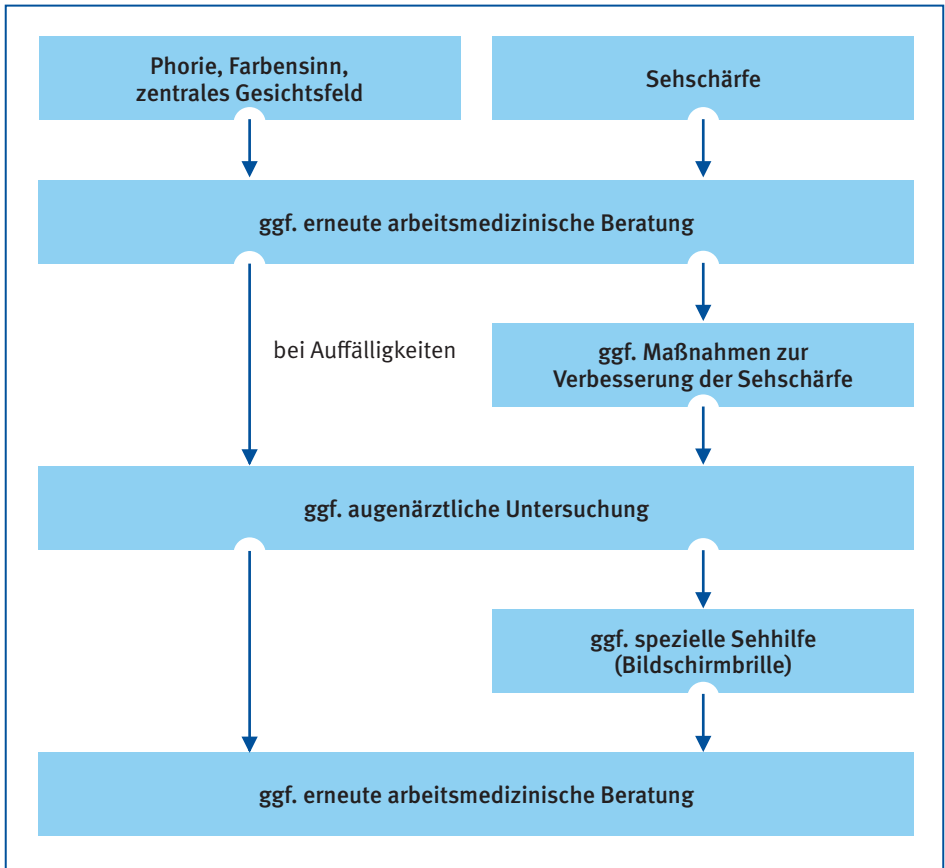 Phorie, Farbensinn,
zentrales Gesichtsfeld
Sehschärfe
ggf. erneute arbeitsmedizinische Beratung
bei Auffälligkeiten
ggf. Maßnahmen zur
Verbesserung der Sehschärfe
ggf. augenärztliche Untersuchung
ggf. spezielle Sehhilfe
(Bildschirmbrille)
ggf. erneute arbeitsmedizinische Beratung